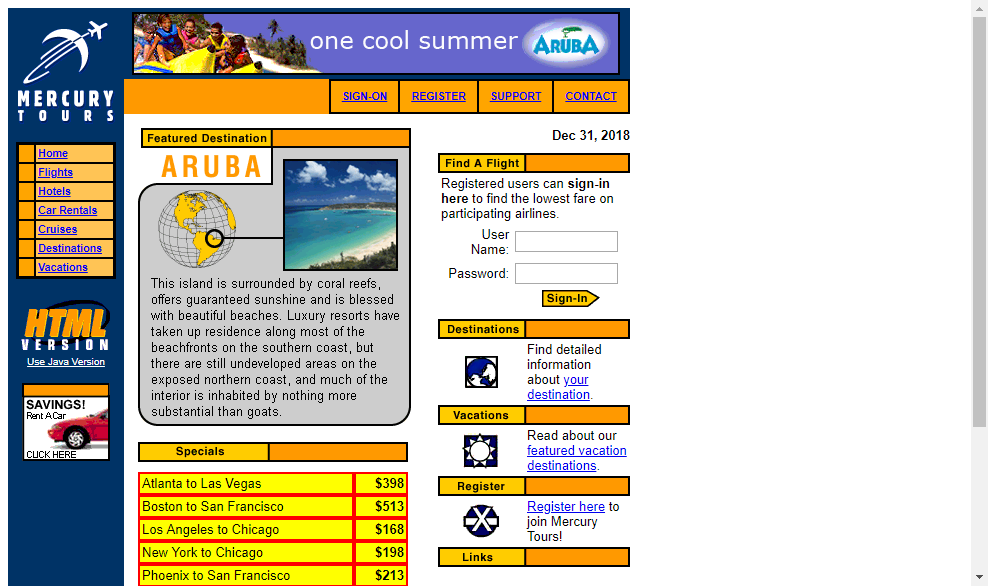 one cool summer ARUBA
MERCURY
TOURS
SIGN-ON REGISTER SUPPORT CONTACT
Home
Flights
Hotels
Car Rentals
Cruises
Destinations
Vacations
HTML
VERSION
Use Java Version
SAVINGS!
Rent A Car
CLICK HERE
Featured Destination
ARUBA
This island is surrounded by coral reefs,
offers guaranteed sunshine and is blessed
with beautiful beaches. Luxury resorts have
taken up residence along most of the
beachfronts on the southern coast, but
there are still undeveloped areas on the
exposed northern coast, and much of the
interior is inhabited by nothing more
substantial than goats.
Specials
Atlanta to Las Vegas $398
Boston to San Francisco $513
Los Angeles to Chicago $168
New York to Chicago $198
Phoenix to San Francisco $213
Dec 31, 2018
Find A Flight
Registered users can sign-in
here to find the lowest fare on
participating airlines.
User
Name:
Password:
Sign-In
Destinations
Find detailed
information
about your
destination.
Vacations
Read about our
featured vacation
destinations.
Register
Register here to
join Mercury
Tours!
Links